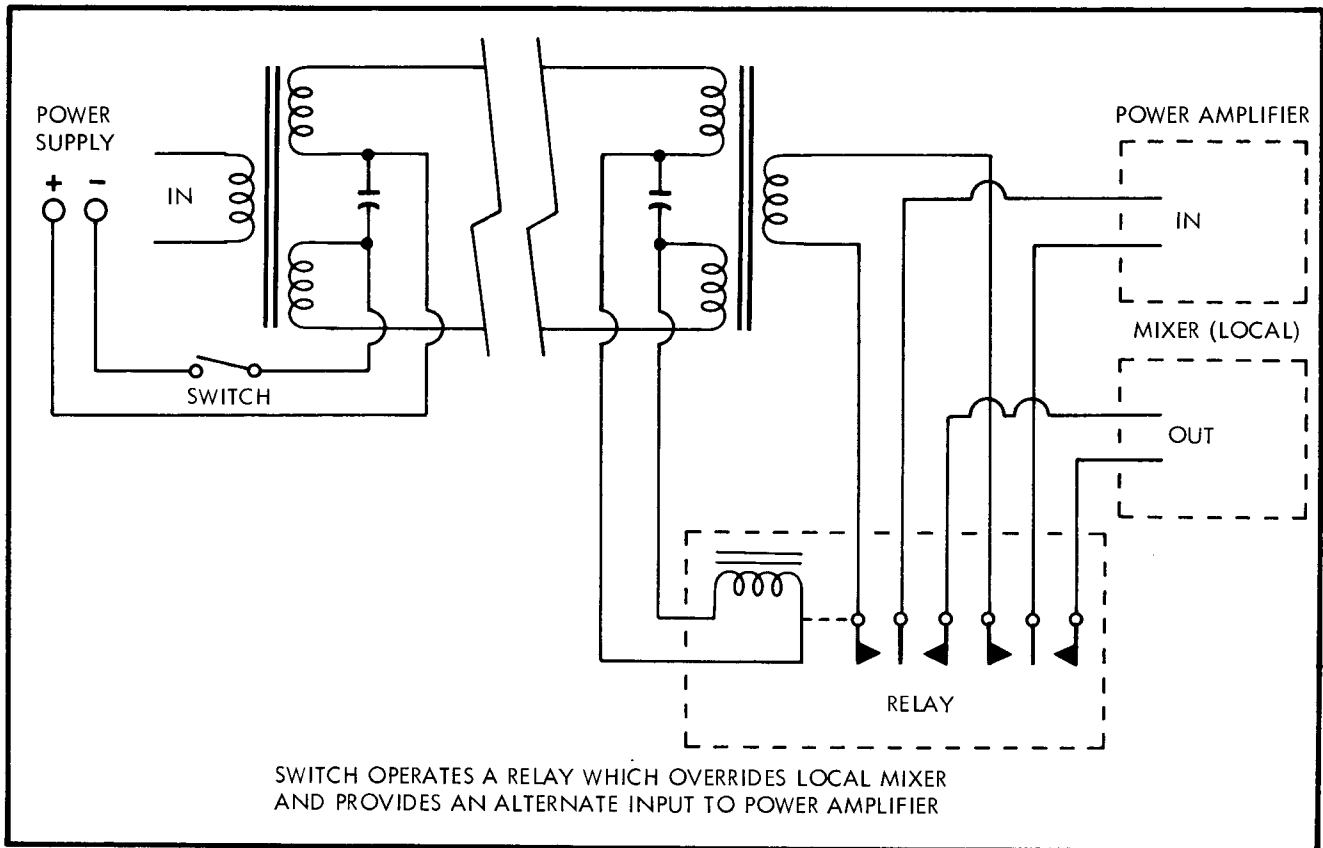 POWER
SUPPLY
+ -
IN
SWITCH
POWER AMPLIFIER
IN
MIXER (LOCAL)
OUT
RELAY
SWITCH OPERATES A RELAY WHICH OVERRIDES LOCAL MIXER
AND PROVIDES AN ALTERNATE INPUT TO POWER AMPLIFIER